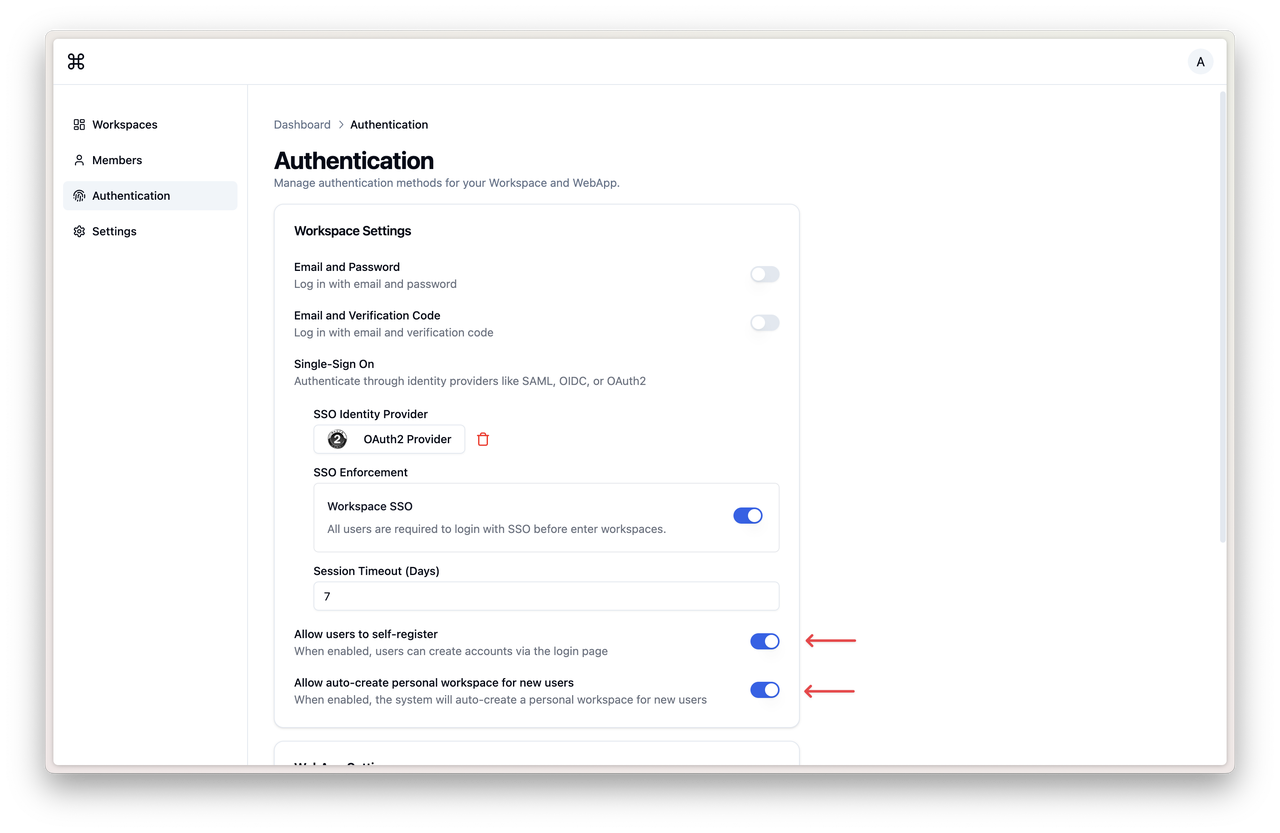 ⌘
A
Workspaces
Members
Authentication
Settings
Dashboard > Authentication
Authentication
Manage authentication methods for your Workspace and WebApp.
Workspace Settings
Email and Password
Log in with email and password
Email and Verification Code
Log in with email and verification code
Single-Sign On
Authenticate through identity providers like SAML, OIDC, or OAuth2
SSO Identity Provider
2 OAuth2 Provider
SSO Enforcement
Workspace SSO
All users are required to login with SSO before enter workspaces.
Session Timeout (Days)
7
Allow users to self-register
When enabled, users can create accounts via the login page
Allow auto-create personal workspace for new users
When enabled, the system will auto-create a personal workspace for new users